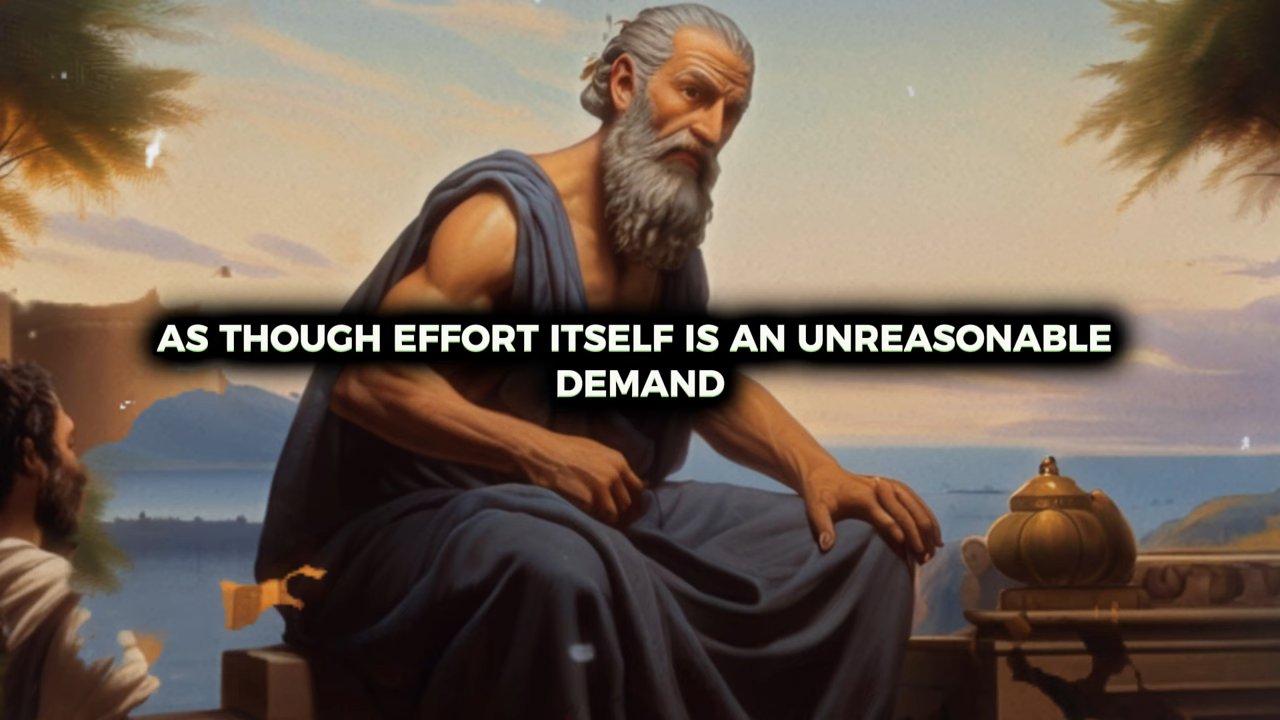 AS THOUGH EFFORT ITSELF IS AN UNREASONABLE
DEMAND